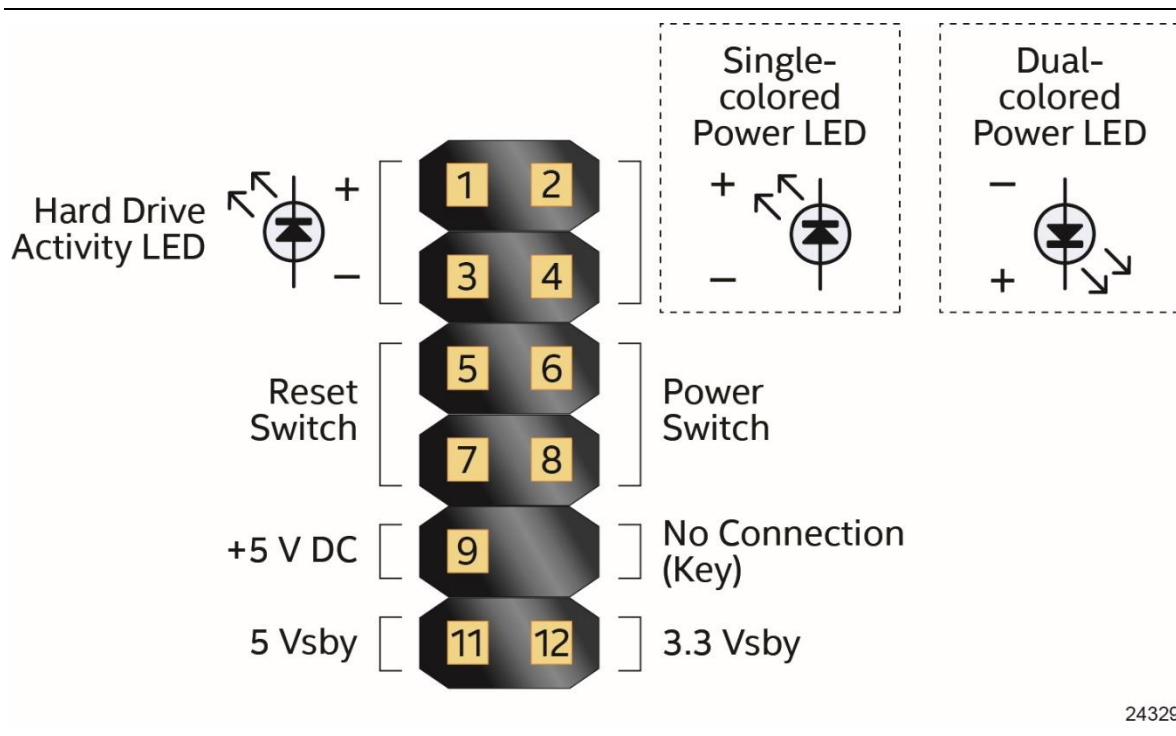 Single-
colored
Power LED
Dual-
colored
Power LED
Hard Drive
Activity LED
+
−
1 2
3 4
+
−
−
+
Reset
Switch
5 6
7 8
Power
Switch
+5 V DC
9
No Connection
(Key)
5 Vsby
11 12
3.3 Vsby
24329